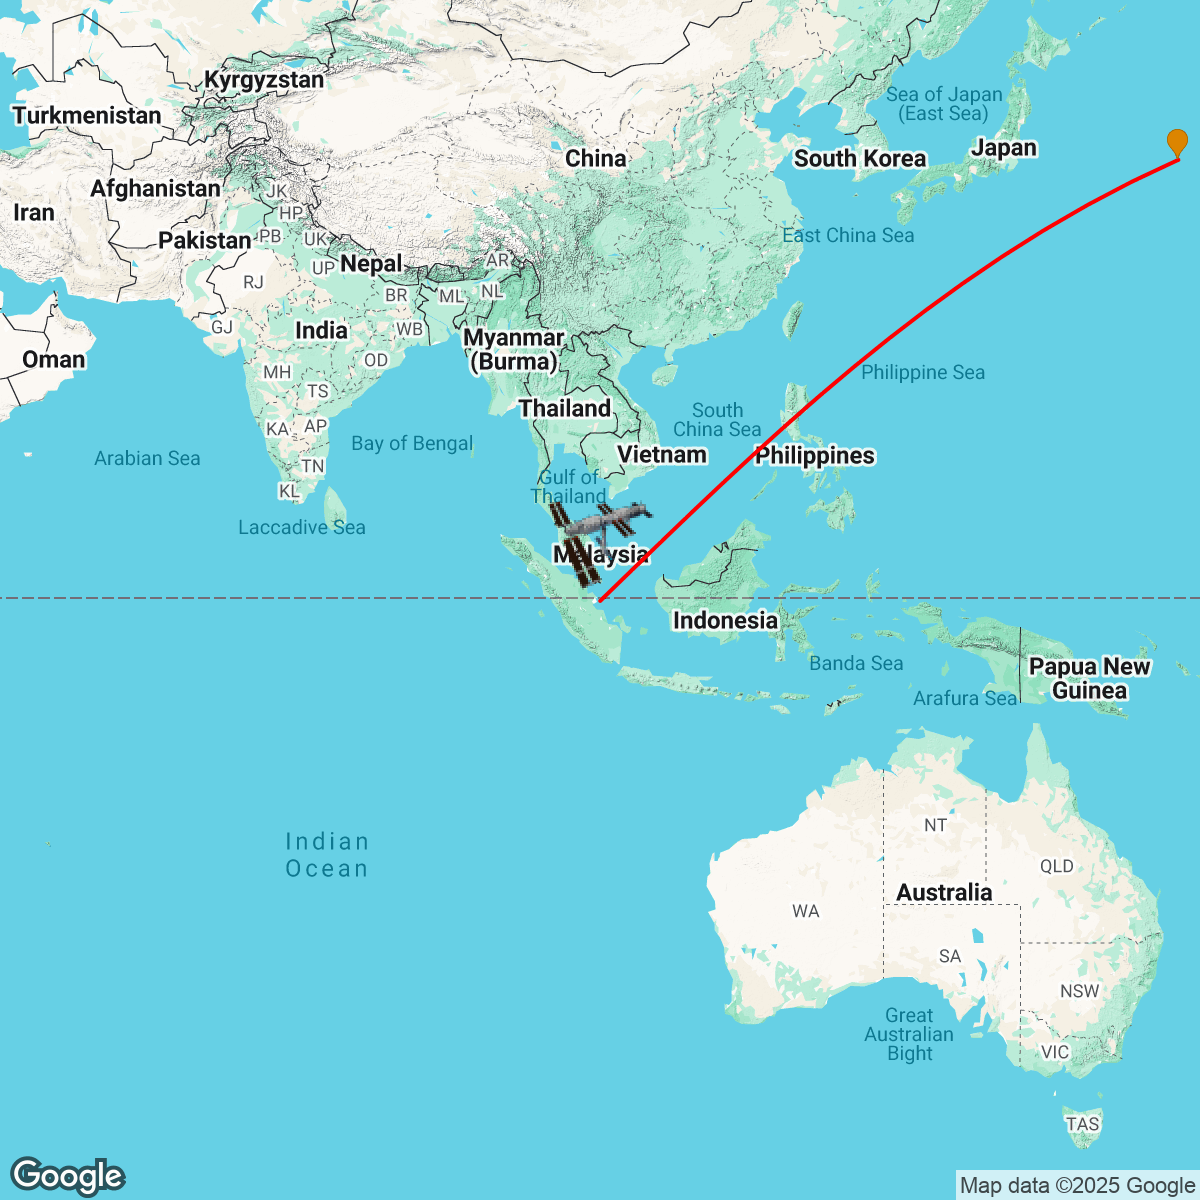 Kyrgyzstan
Turkmenistan
Sea of Japan
(East Sea)
China
South Korea
Japan
Afghanistan
JK
Iran
HP
Pakistan
PB
UK
East China Sea
Nepal
AR
UP
RJ
BR
ML
NL
GJ
India
WB
Myanmar
(Burma)
Oman
OD
MH
Philippine Sea
TS
Thailand
South
China Sea
KA
AP
Arabian Sea
Bay of Bengal
Vietnam
Philippines
TN
KL
Gulf of
Thailand
Laccadive Sea
Malaysia
Indonesia
Banda Sea
Papua New
Guinea
Arafura Sea
Indian
Ocean
NT
QLD
Australia
WA
SA
NSW
Great
Australian
Bight
VIC
TAS
Google
Map data ©2025 Google